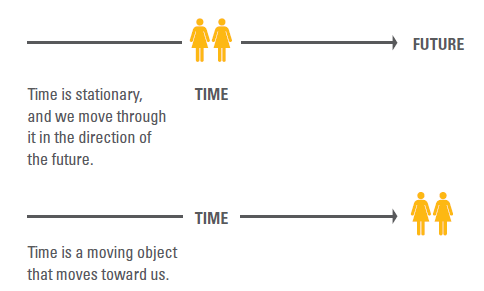 FUTURE
Time is stationary,
and we move through
it in the direction of
the future.
TIME
TIME
Time is a moving object
that moves toward us.